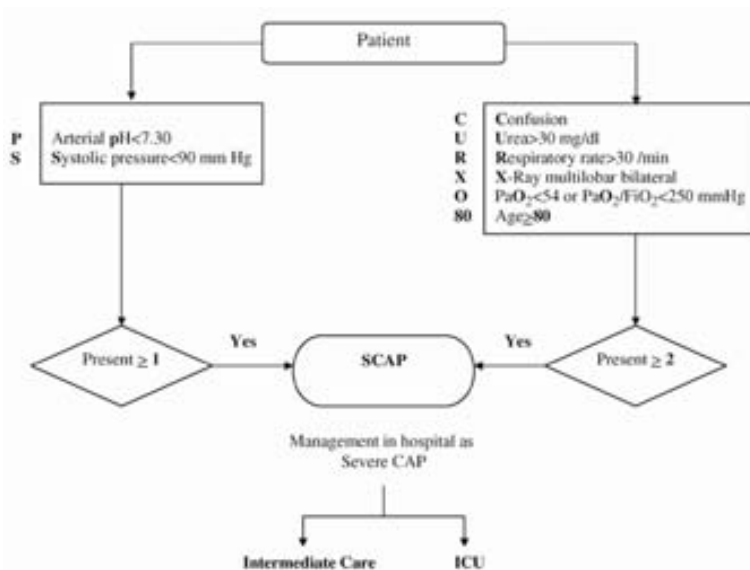 Patient
P Arterial pH<7.30
S Systolic pressure<90 mm Hg
C Confusion
U Urea>30 mg/dl
R Respiratory rate>30 /min
X X-Ray multilobar bilateral
O PaO₂<54 or PaO₂/FiO₂<250 mmHg
80 Age≥80
Present ≥ 1
Yes
SCAP
Yes
Present ≥ 2
Management in hospital as
Severe CAP
Intermediate Care
ICU